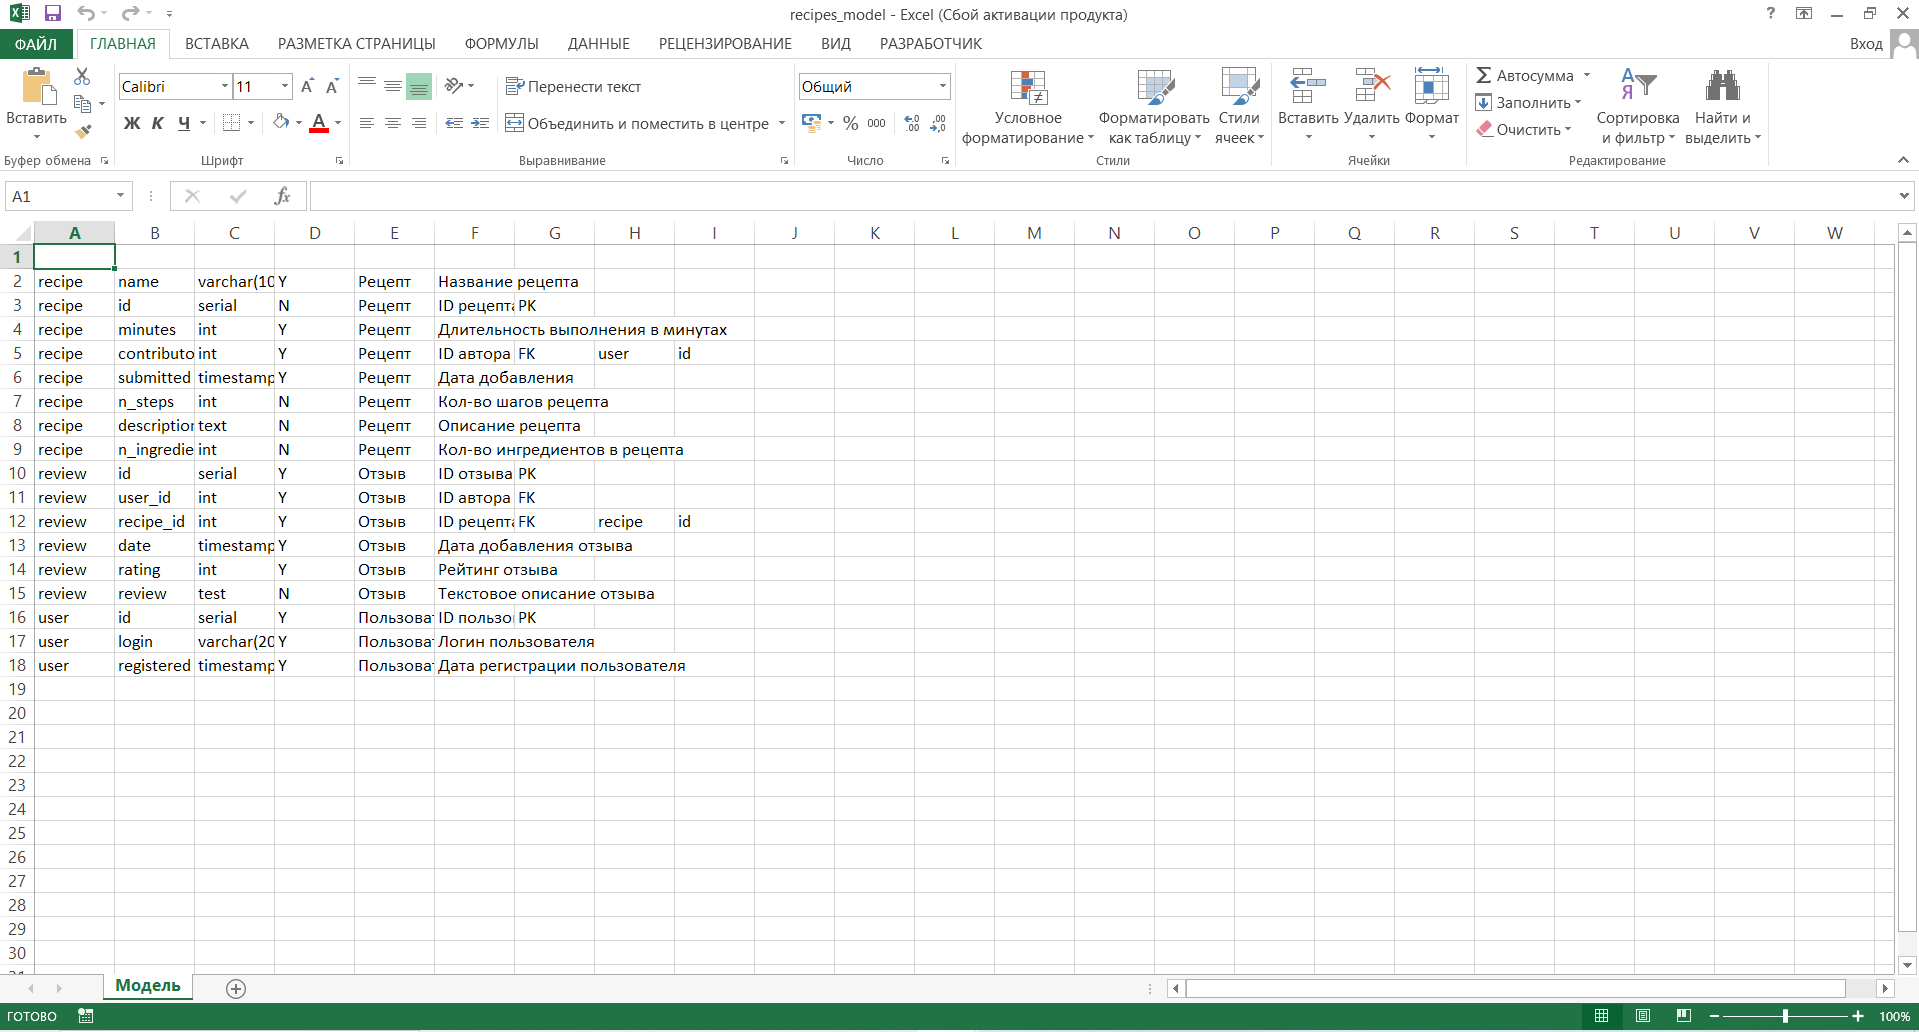 recipes_model - Excel (Сбой активации продукта)
ФАЙЛ ГЛАВНАЯ ВСТАВКА РАЗМЕТКА СТРАНИЦЫ ФОРМУЛЫ ДАННЫЕ РЕЦЕНЗИРОВАНИЕ ВИД РАЗРАБОТЧИК Вход
Calibri 11 Перенести текст Общий Автосумма
Вставить Условное форматирование Форматировать как таблицу Стили ячеек Вставить Удалить Формат Заполнить Сортировка и фильтр Найти и выделить
Ж К Ч А Объединить и поместить в центре % 000 Очистить
Буфер обмена Шрифт Выравнивание Число Стили Ячейки Редактирование
A1 fx
A B C D E F G H I J K L M N O P Q R S T U V W
1
2 recipe name varchar(10 Y Рецепт Название рецепта
3 recipe id serial N Рецепт ID рецепта PK
4 recipe minutes int Y Рецепт Длительность выполнения в минутах
5 recipe contributo int Y Рецепт ID автора FK user id
6 recipe submitted timestamp Y Рецепт Дата добавления
7 recipe n_steps int N Рецепт Кол-во шагов рецепта
8 recipe description text N Рецепт Описание рецепта
9 recipe n_ingredie int N Рецепт Кол-во ингредиентов в рецепта
10 review id serial Y Отзыв ID отзыва PK
11 review user_id int Y Отзыв ID автора FK
12 review recipe_id int Y Отзыв ID рецепта FK recipe id
13 review date timestamp Y Отзыв Дата добавления отзыва
14 review rating int Y Отзыв Рейтинг отзыва
15 review review test N Отзыв Текстовое описание отзыва
16 user id serial Y Пользоват ID пользо PK
17 user login varchar(20 Y Пользоват Логин пользователя
18 user registered timestamp Y Пользоват Дата регистрации пользователя
19
20
21
22
23
24
25
26
27
28
29
30
Модель
ГОТОВО 100%